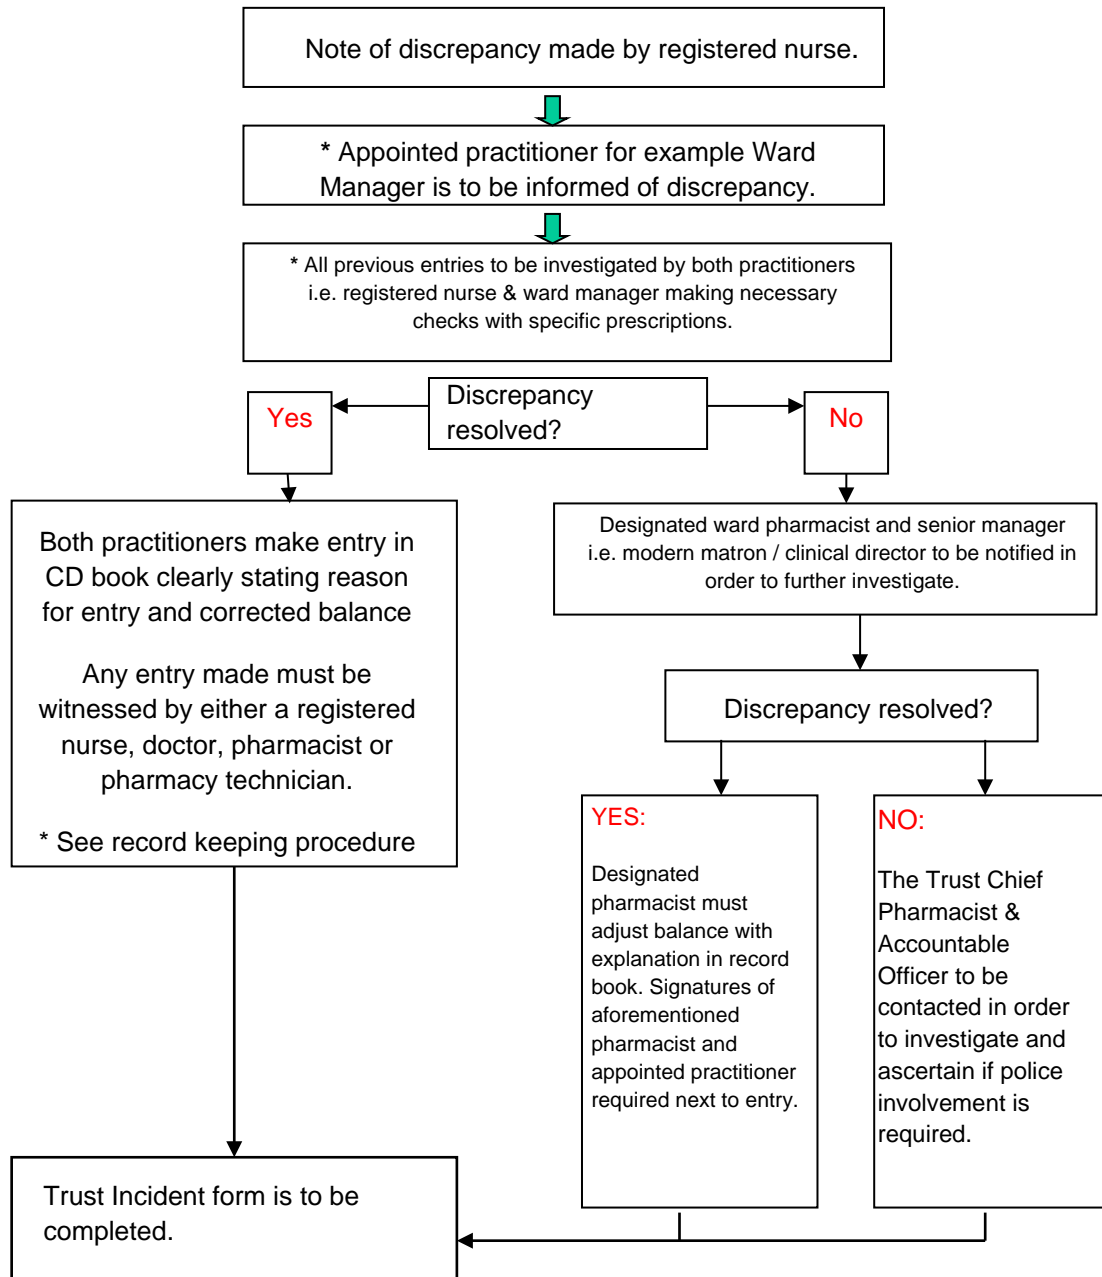 Note of discrepancy made by registered nurse.
* Appointed practitioner for example Ward
Manager is to be informed of discrepancy.
* All previous entries to be investigated by both practitioners
i.e. registered nurse & ward manager making necessary
checks with specific prescriptions.
Discrepancy
resolved?
Yes
No
Both practitioners make entry in
CD book clearly stating reason
for entry and corrected balance
Any entry made must be
witnessed by either a registered
nurse, doctor, pharmacist or
pharmacy technician.
* See record keeping procedure
Designated ward pharmacist and senior manager
i.e. modern matron / clinical director to be notified in
order to further investigate.
Discrepancy resolved?
YES:
Designated
pharmacist must
adjust balance with
explanation in record
book. Signatures of
aforementioned
pharmacist and
appointed practitioner
required next to entry.
NO:
The Trust Chief
Pharmacist &
Accountable
Officer to be
contacted in order
to investigate and
ascertain if police
involvement is
required.
Trust Incident form is to be
completed.